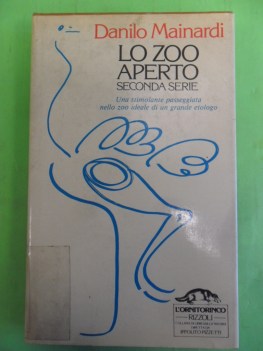 Danilo Mainardi
LO ZOO
APERTO
SECONDA SERIE
Una stimolante passeggiata
nello zoo ideale di un grande etologo
L'ORNITORINCO
RIZZOLI